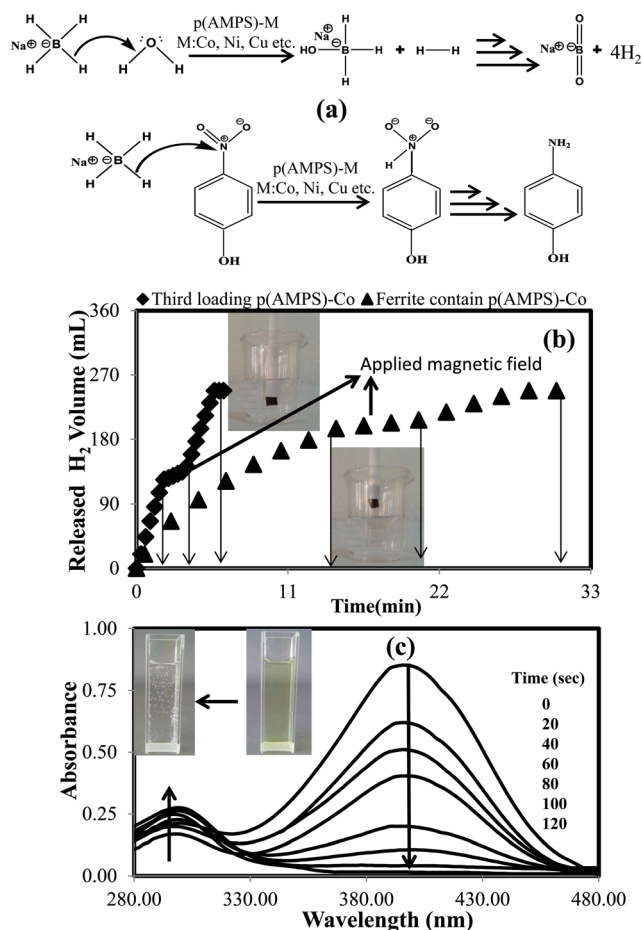 p(AMPS)-M
M:Co, Ni, Cu etc.
H H H H B Na⊕ ⊖ O H H
Na⊕ HO ⊖B H H H + H—H
Na⊕ ⊖B O O + 4H₂
(a)
H H H H B Na⊕ ⊖
O N⊕ O⊖ OH
p(AMPS)-M
M:Co, Ni, Cu etc.
⊖O O⊖ N⊕ H OH
NH₂ OH
◆ Third loading p(AMPS)-Co ▲ Ferrite contain p(AMPS)-Co
Released H₂ Volume (mL)
360
270
180
90
0
(b)
Applied magnetic field
0 11 22 33
Time(min)
Absorbance
1.00
0.75
0.50
0.25
0.00
(c)
Time (sec)
0
20
40
60
80
100
120
280.00 330.00 380.00 430.00 480.00
Wavelength (nm)